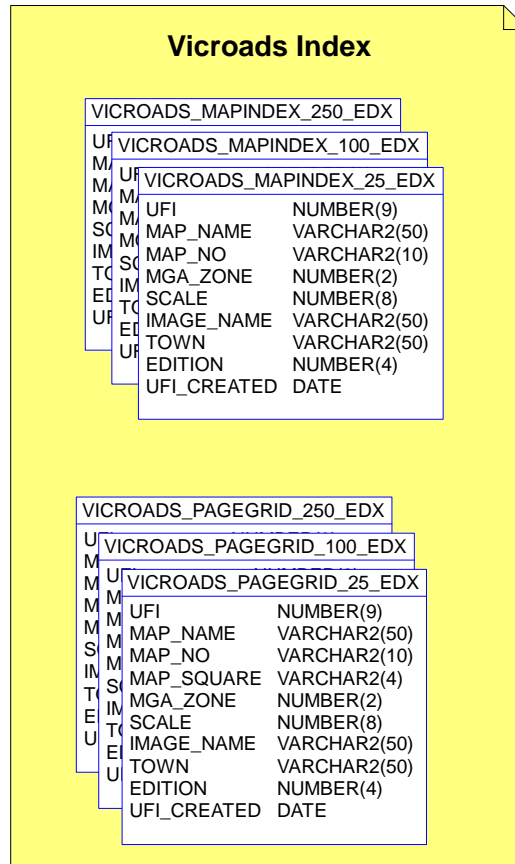 Vicroads Index
VICROADS_MAPINDEX_250_EDX
VICROADS_MAPINDEX_100_EDX
VICROADS_MAPINDEX_25_EDX
UFI NUMBER(9)
MAP_NAME VARCHAR2(50)
MAP_NO VARCHAR2(10)
MGA_ZONE NUMBER(2)
SCALE NUMBER(8)
IMAGE_NAME VARCHAR2(50)
TOWN VARCHAR2(50)
EDITION NUMBER(4)
UFI_CREATED DATE
VICROADS_PAGEGRID_250_EDX
VICROADS_PAGEGRID_100_EDX
VICROADS_PAGEGRID_25_EDX
UFI NUMBER(9)
MAP_NAME VARCHAR2(50)
MAP_NO VARCHAR2(10)
MAP_SQUARE VARCHAR2(4)
MGA_ZONE NUMBER(2)
SCALE NUMBER(8)
IMAGE_NAME VARCHAR2(50)
TOWN VARCHAR2(50)
EDITION NUMBER(4)
UFI_CREATED DATE